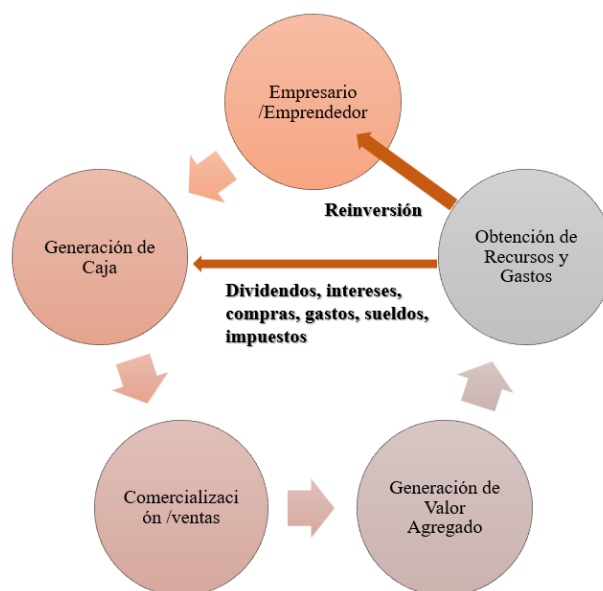 Empresario
/Emprendedor
Reinversión
Generación de
Caja
Obtención de
Recursos y
Gastos
Dividendos, intereses,
compras, gastos, sueldos,
impuestos
Comercializaci
ón /ventas
Generación de
Valor
Agregado